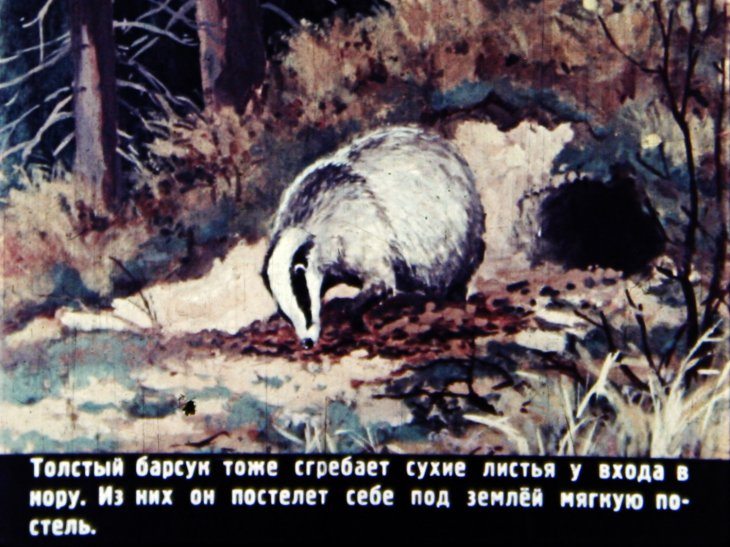 Толстый барсук тоже сгребает сухие листья у входа в
нору. Из них он постелет себе под землёй мягкую по-
стель.